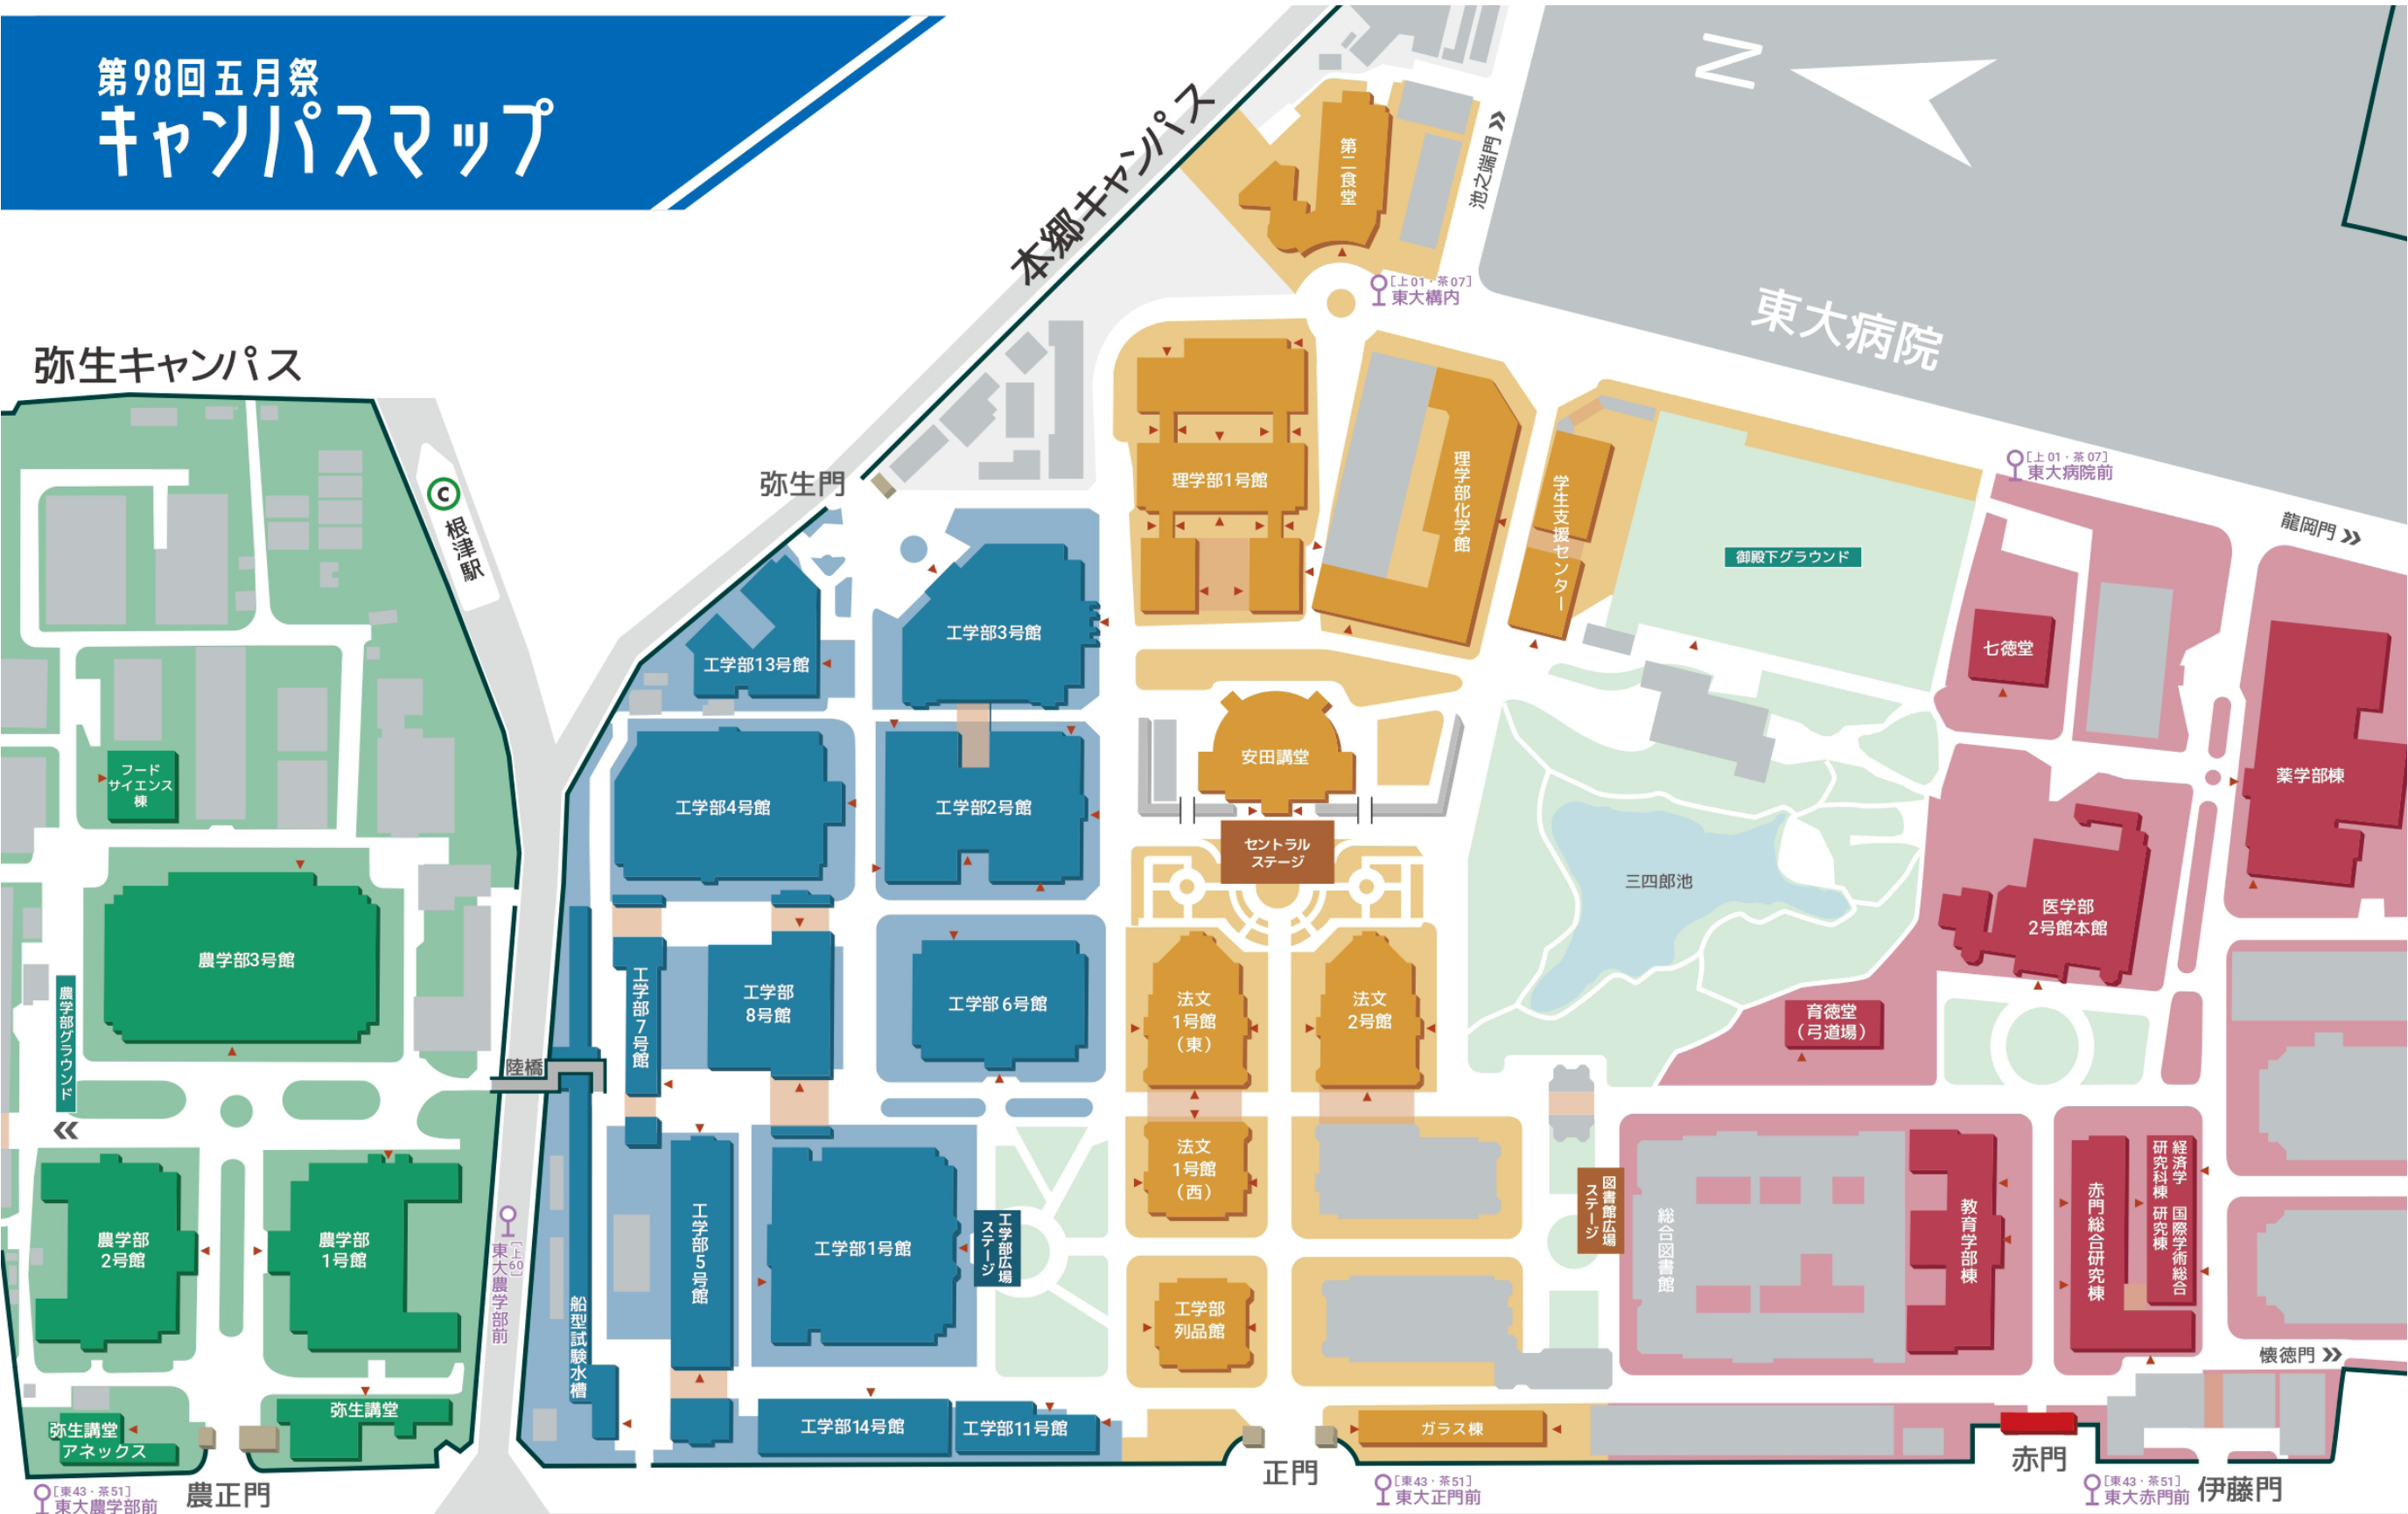 第98回五月祭
キャンパスマップ
本郷キャンパス
弥生キャンパス
N
第二食堂
池之端門
[上01・茶07]
東大構内
東大病院
[上01・茶07]
東大病院前
龍岡門
C
根津駅
弥生門
理学部1号館
理学部化学館
学生支援センター
御殿下グラウンド
七徳堂
薬学部棟
工学部3号館
工学部13号館
安田講堂
セントラル
ステージ
工学部4号館
工学部2号館
三四郎池
医学部
2号館本館
育徳堂
(弓道場)
フード
サイエンス
棟
農学部3号館
農学部グラウンド
陸橋
工学部7号館
工学部
8号館
工学部6号館
法文
1号館
(東)
法文
2号館
法文
1号館
(西)
農学部
2号館
農学部
1号館
[上60]
東大農学部前
船型試験水槽
工学部5号館
工学部1号館
工学部広場
ステージ
工学部
列品館
図書館広場
ステージ
総合図書館
教育学部棟
赤門総合研究棟
経済学
研究科棟
国際学術総合
研究棟
懐徳門
弥生講堂
アネックス
弥生講堂
工学部14号館
工学部11号館
ガラス棟
農正門
正門
赤門
伊藤門
[東43・茶51]
東大農学部前
[東43・茶51]
東大正門前
[東43・茶51]
東大赤門前